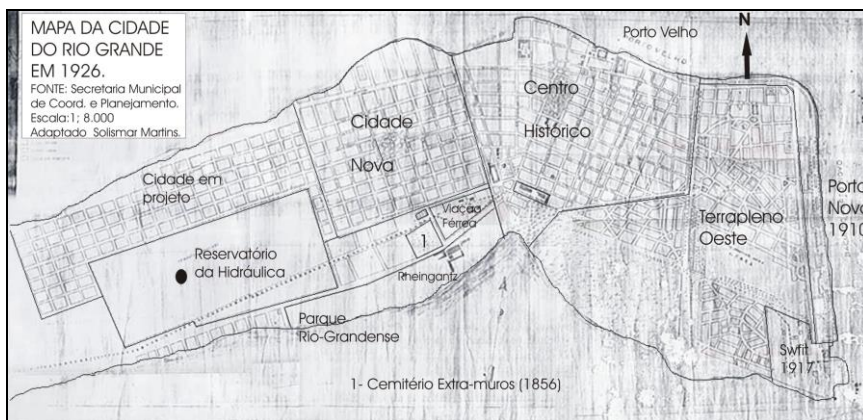 MAPA DA CIDADE
DO RIO GRANDE
EM 1926.
FONTE: Secretaria Municipal
de Coord. e Planejamento.
Escala:1; 8.000
Adaptado Solismar Martins.
Porto Velho
N
Centro
Histórico
Cidade
Nova
Cidade em
projeto
Porto
Novo
1910
Viação
Férrea
Terrapleno
Oeste
1
Reservatório
da Hidráulica
Rheingantz
Parque
Rio-Grandense
Swfit
1917
1- Cemitério Extra-muros (1856)